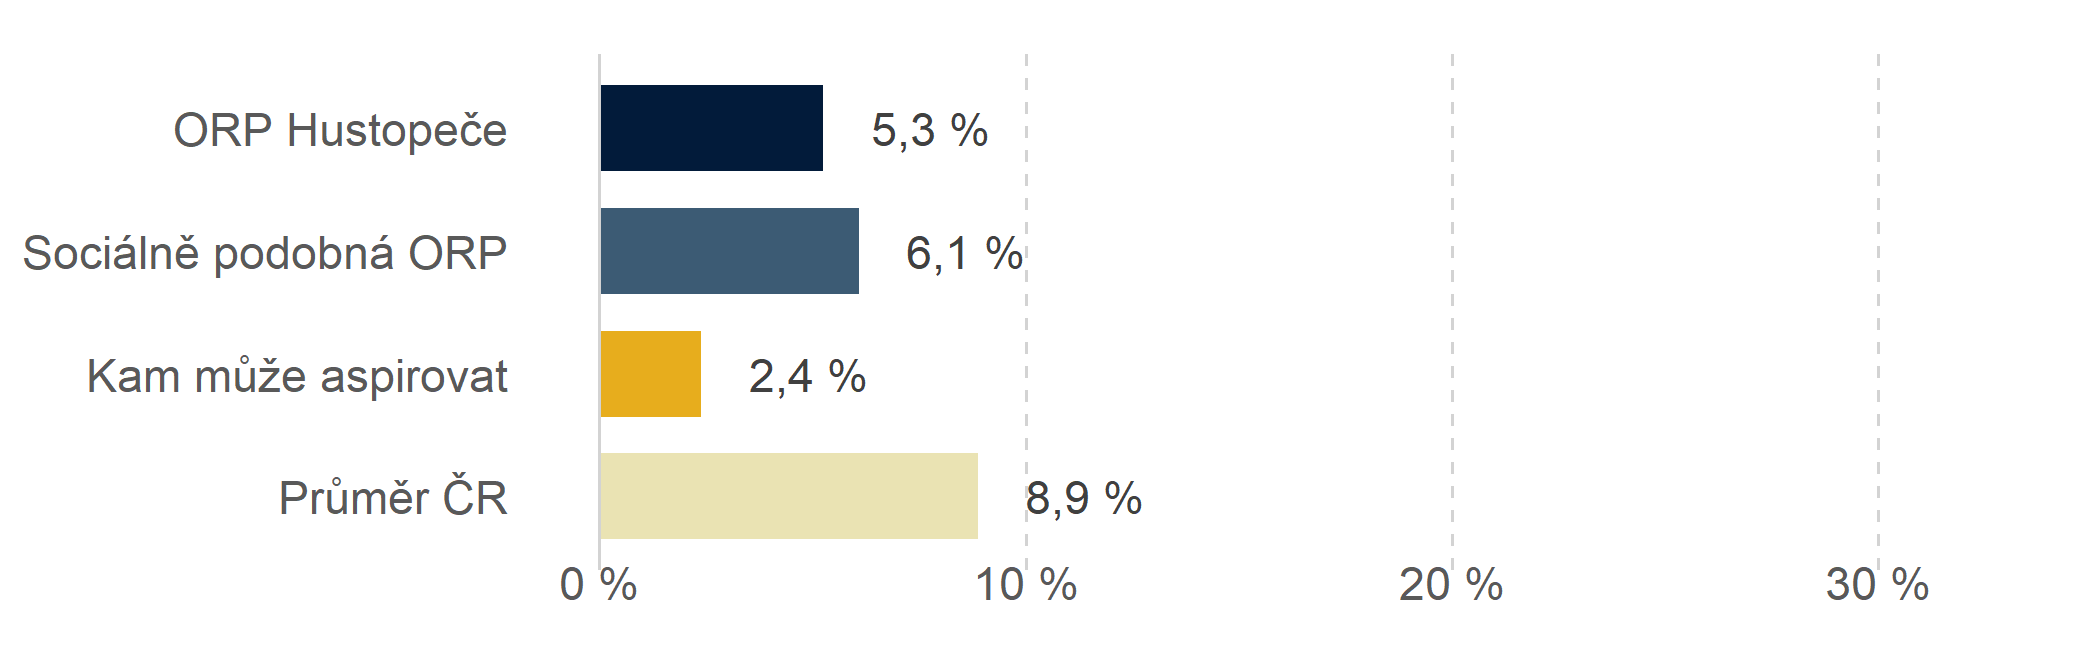 ORP Hustopeče 5,3 %
Sociálně podobná ORP 6,1 %
Kam může aspirovat 2,4 %
Průměr ČR 8,9 %
0 % 10 % 20 % 30 %